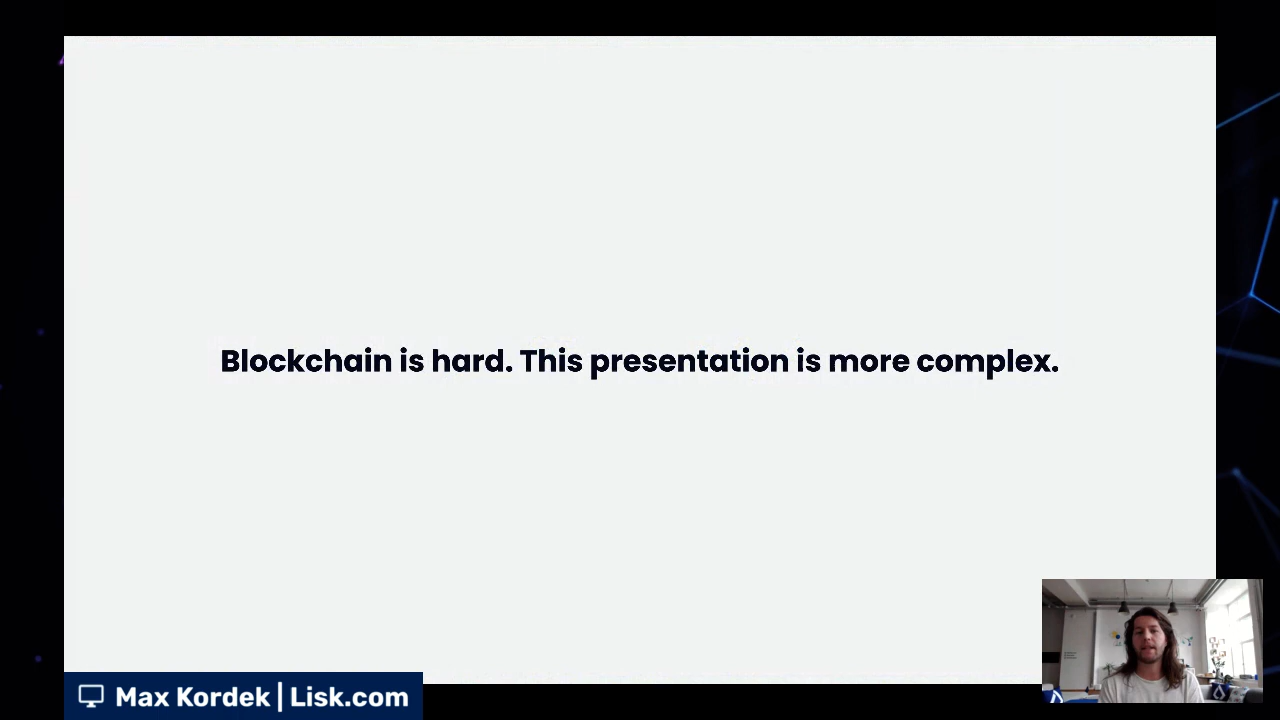 Blockchain is hard. This presentation is more complex.
Max Kordek | Lisk.com